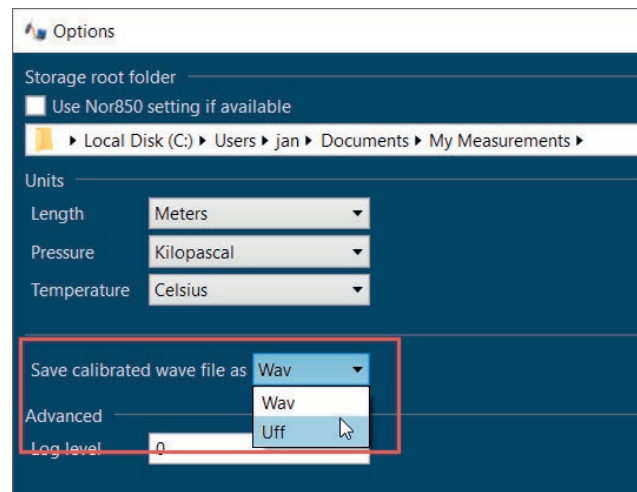 Options
Storage root folder
Use Nor850 setting if available
Local Disk (C:) Users jan Documents My Measurements
Units
Length Meters
Pressure Kilopascal
Temperature Celsius
Save calibrated wave file as Wav
Wav
Advanced
Uff
Log level 0